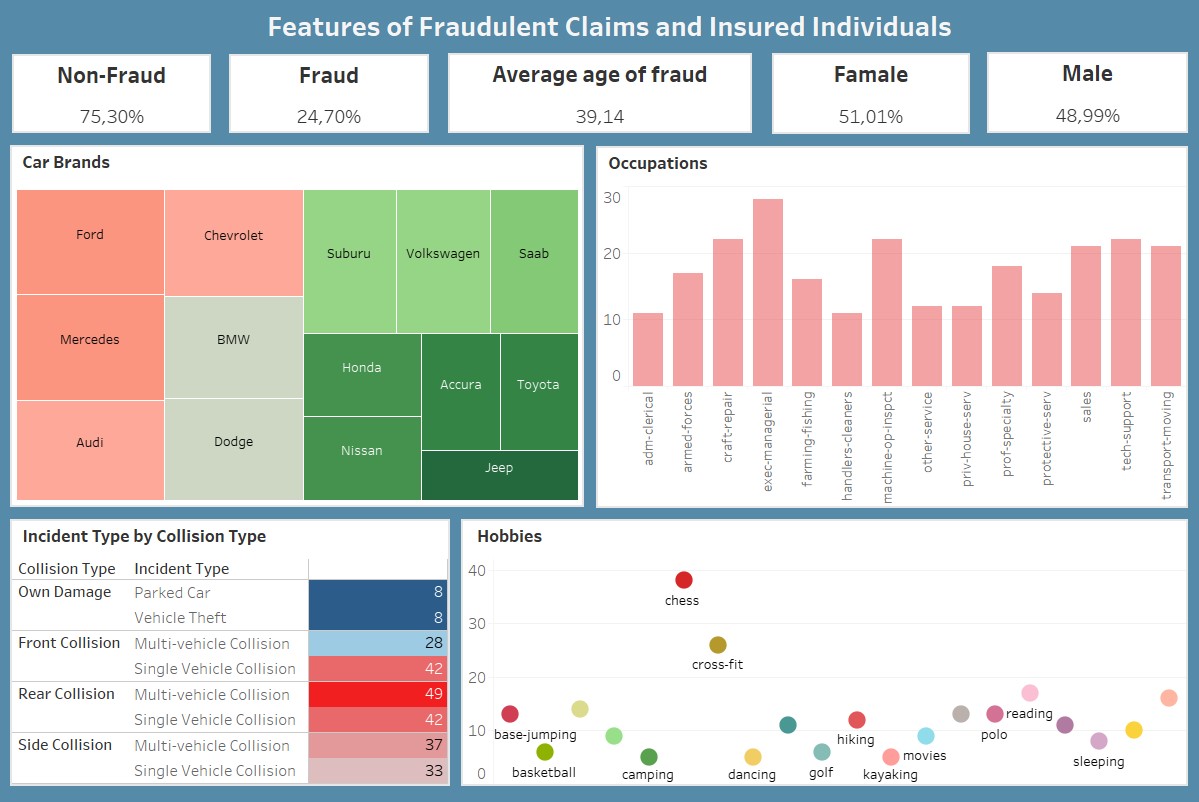 Features of Fraudulent Claims and Insured Individuals
Non-Fraud
75,30%
Fraud
24,70%
Average age of fraud
39,14
Famale
51,01%
Male
48,99%
Car Brands
Ford
Mercedes
Audi
Chevrolet
BMW
Dodge
Suburu
Volkswagen
Saab
Honda
Nissan
Accura
Toyota
Jeep
Occupations
30
20
10
0
adm-clerical
armed-forces
craft-repair
exec-managerial
farming-fishing
handlers-cleaners
machine-op-inspct
other-service
priv-house-serv
prof-specialty
protective-serv
sales
tech-support
transport-moving
Incident Type by Collision Type
Collision Type Incident Type
Own Damage Parked Car 8
Vehicle Theft 8
Front Collision Multi-vehicle Collision 28
Single Vehicle Collision 42
Rear Collision Multi-vehicle Collision 49
Single Vehicle Collision 42
Side Collision Multi-vehicle Collision 37
Single Vehicle Collision 33
Hobbies
40
30
20
10
0
chess
cross-fit
base-jumping
basketball
camping
dancing
golf
hiking
kayaking
movies
polo
reading
sleeping